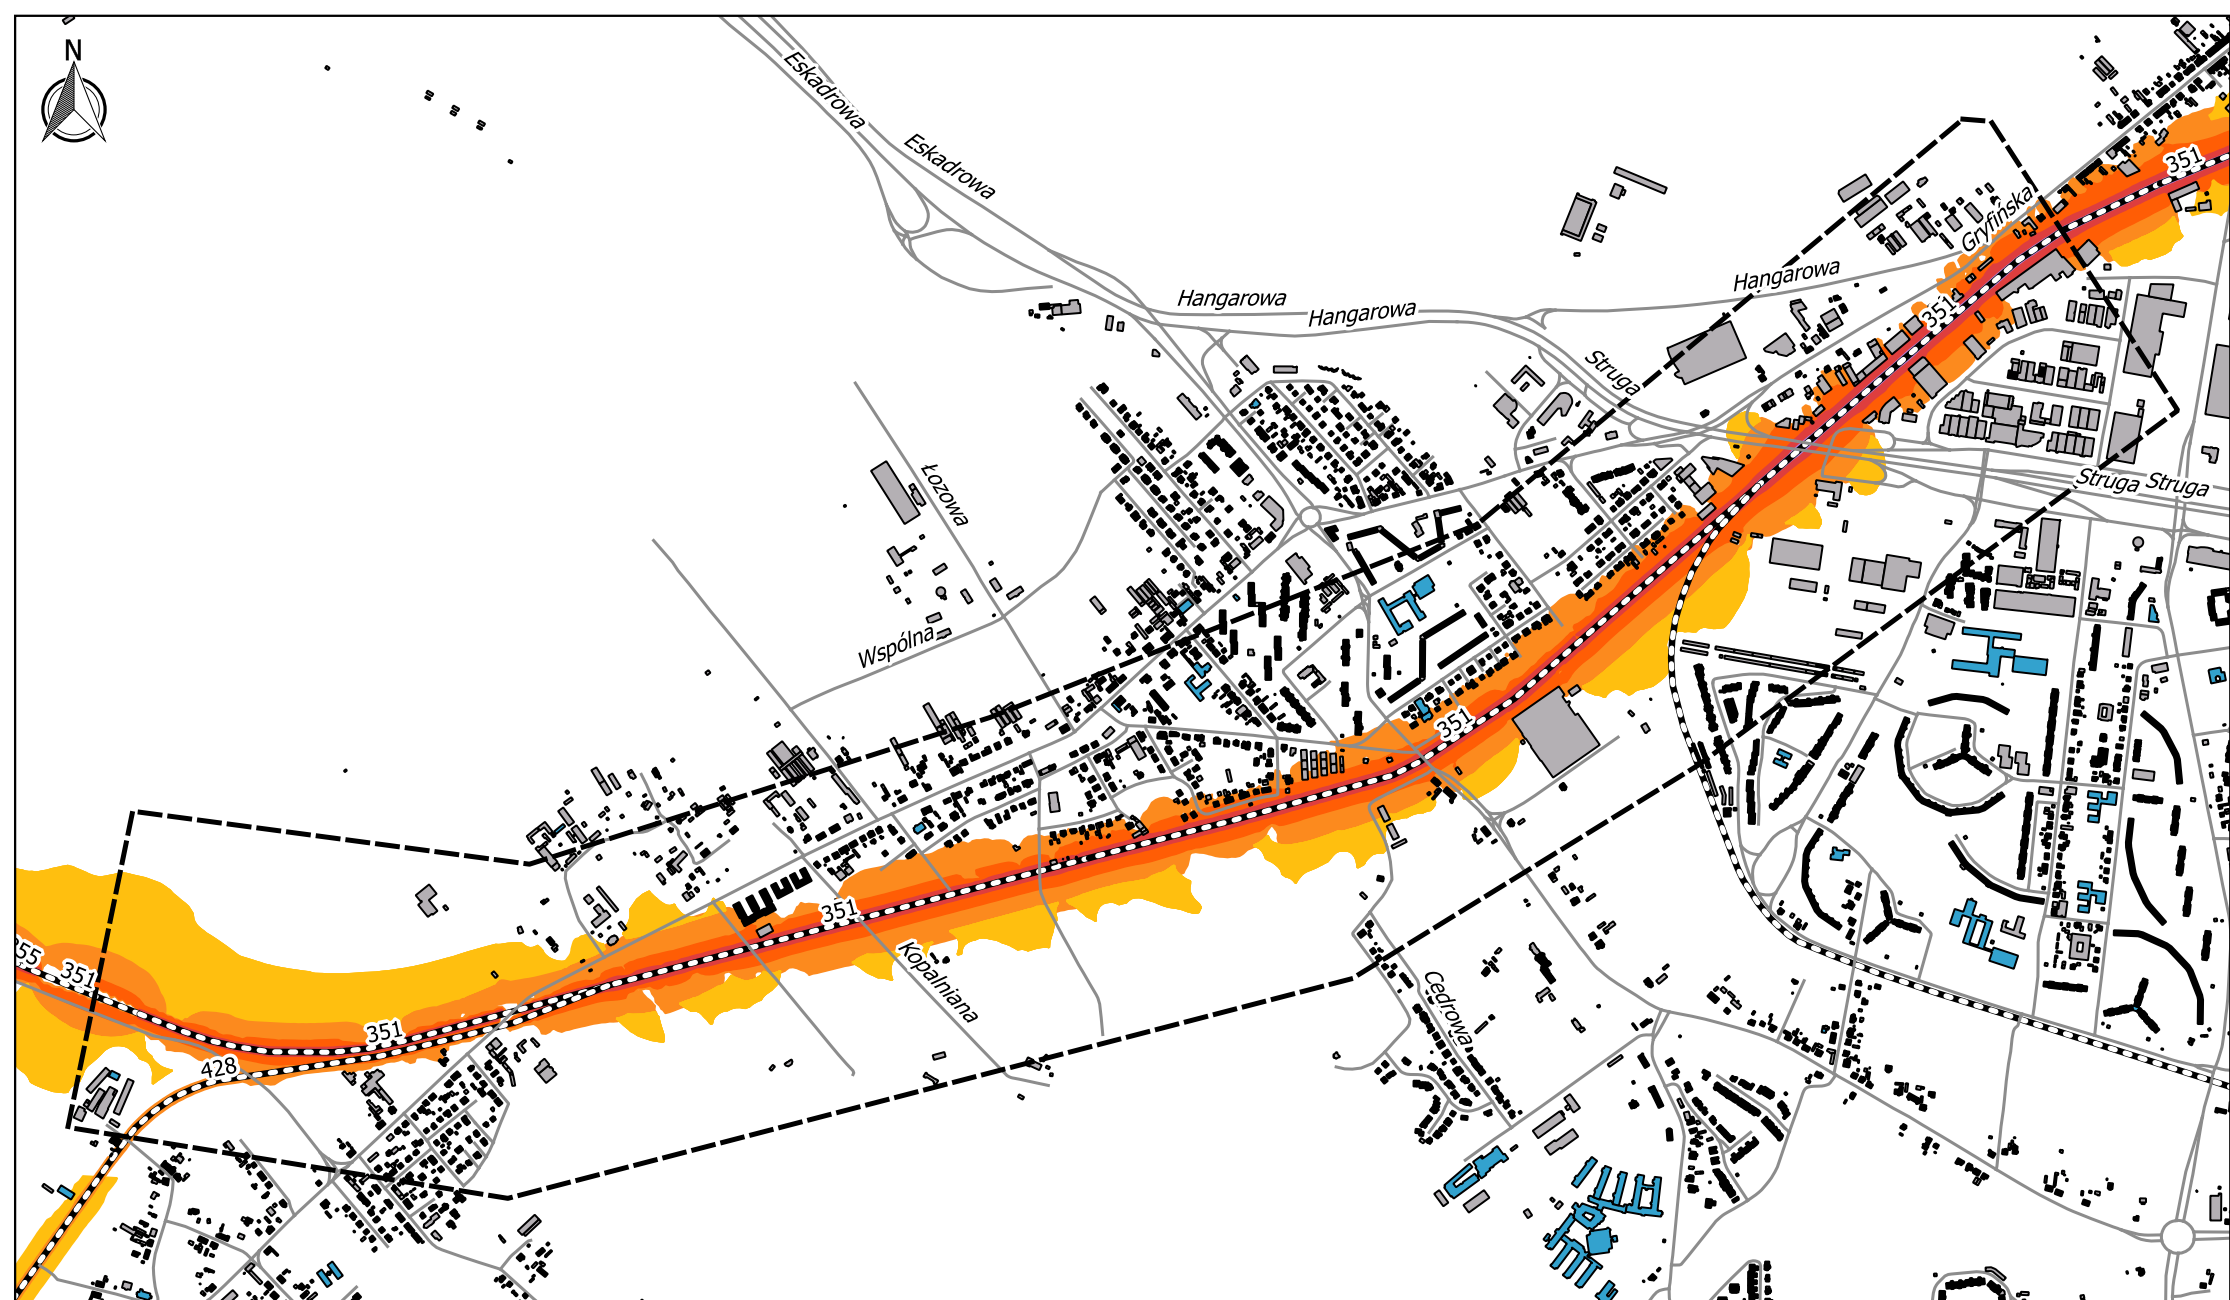 N
Eskadrowa
Eskadrowa
351
Gryfińska
Hangarowa
Hangarowa
Hangarowa
351
Struga
Łozowa
Struga Struga
Wspólna
351
351
55
351
Kopalniana
Cedrowa
351
428